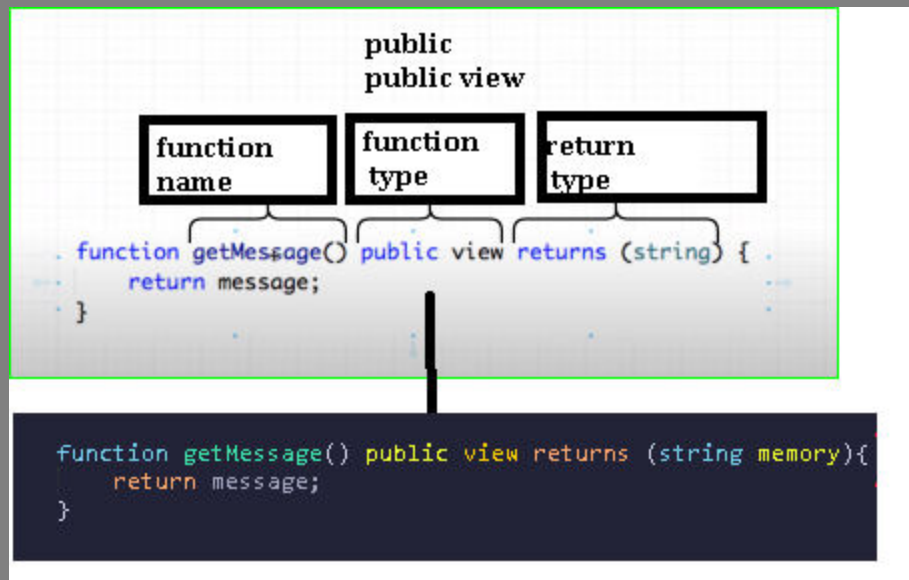 public
public view
function
name
function
type
return
type
function getMessage() public view returns (string) {
return message;
}
function getMessage() public view returns (string memory){
return message;
}